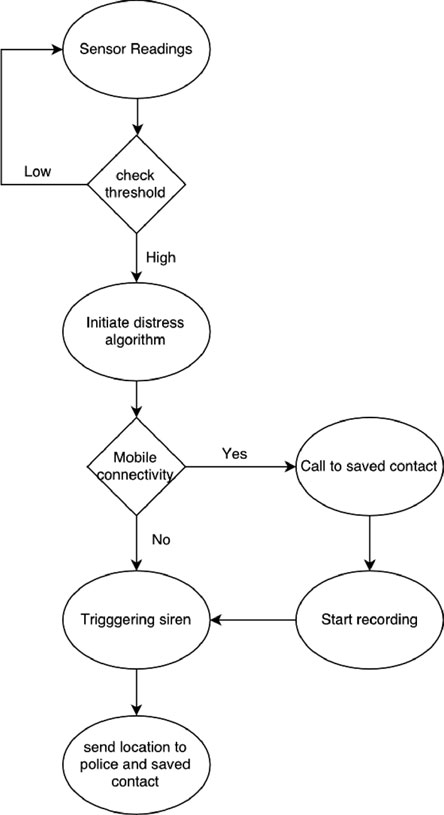 Sensor Readings
check
threshold
Low
High
Initiate distress
algorithm
Mobile
connectivity
Yes
Call to saved contact
No
Trigggering siren
Start recording
send location to
police and saved
contact